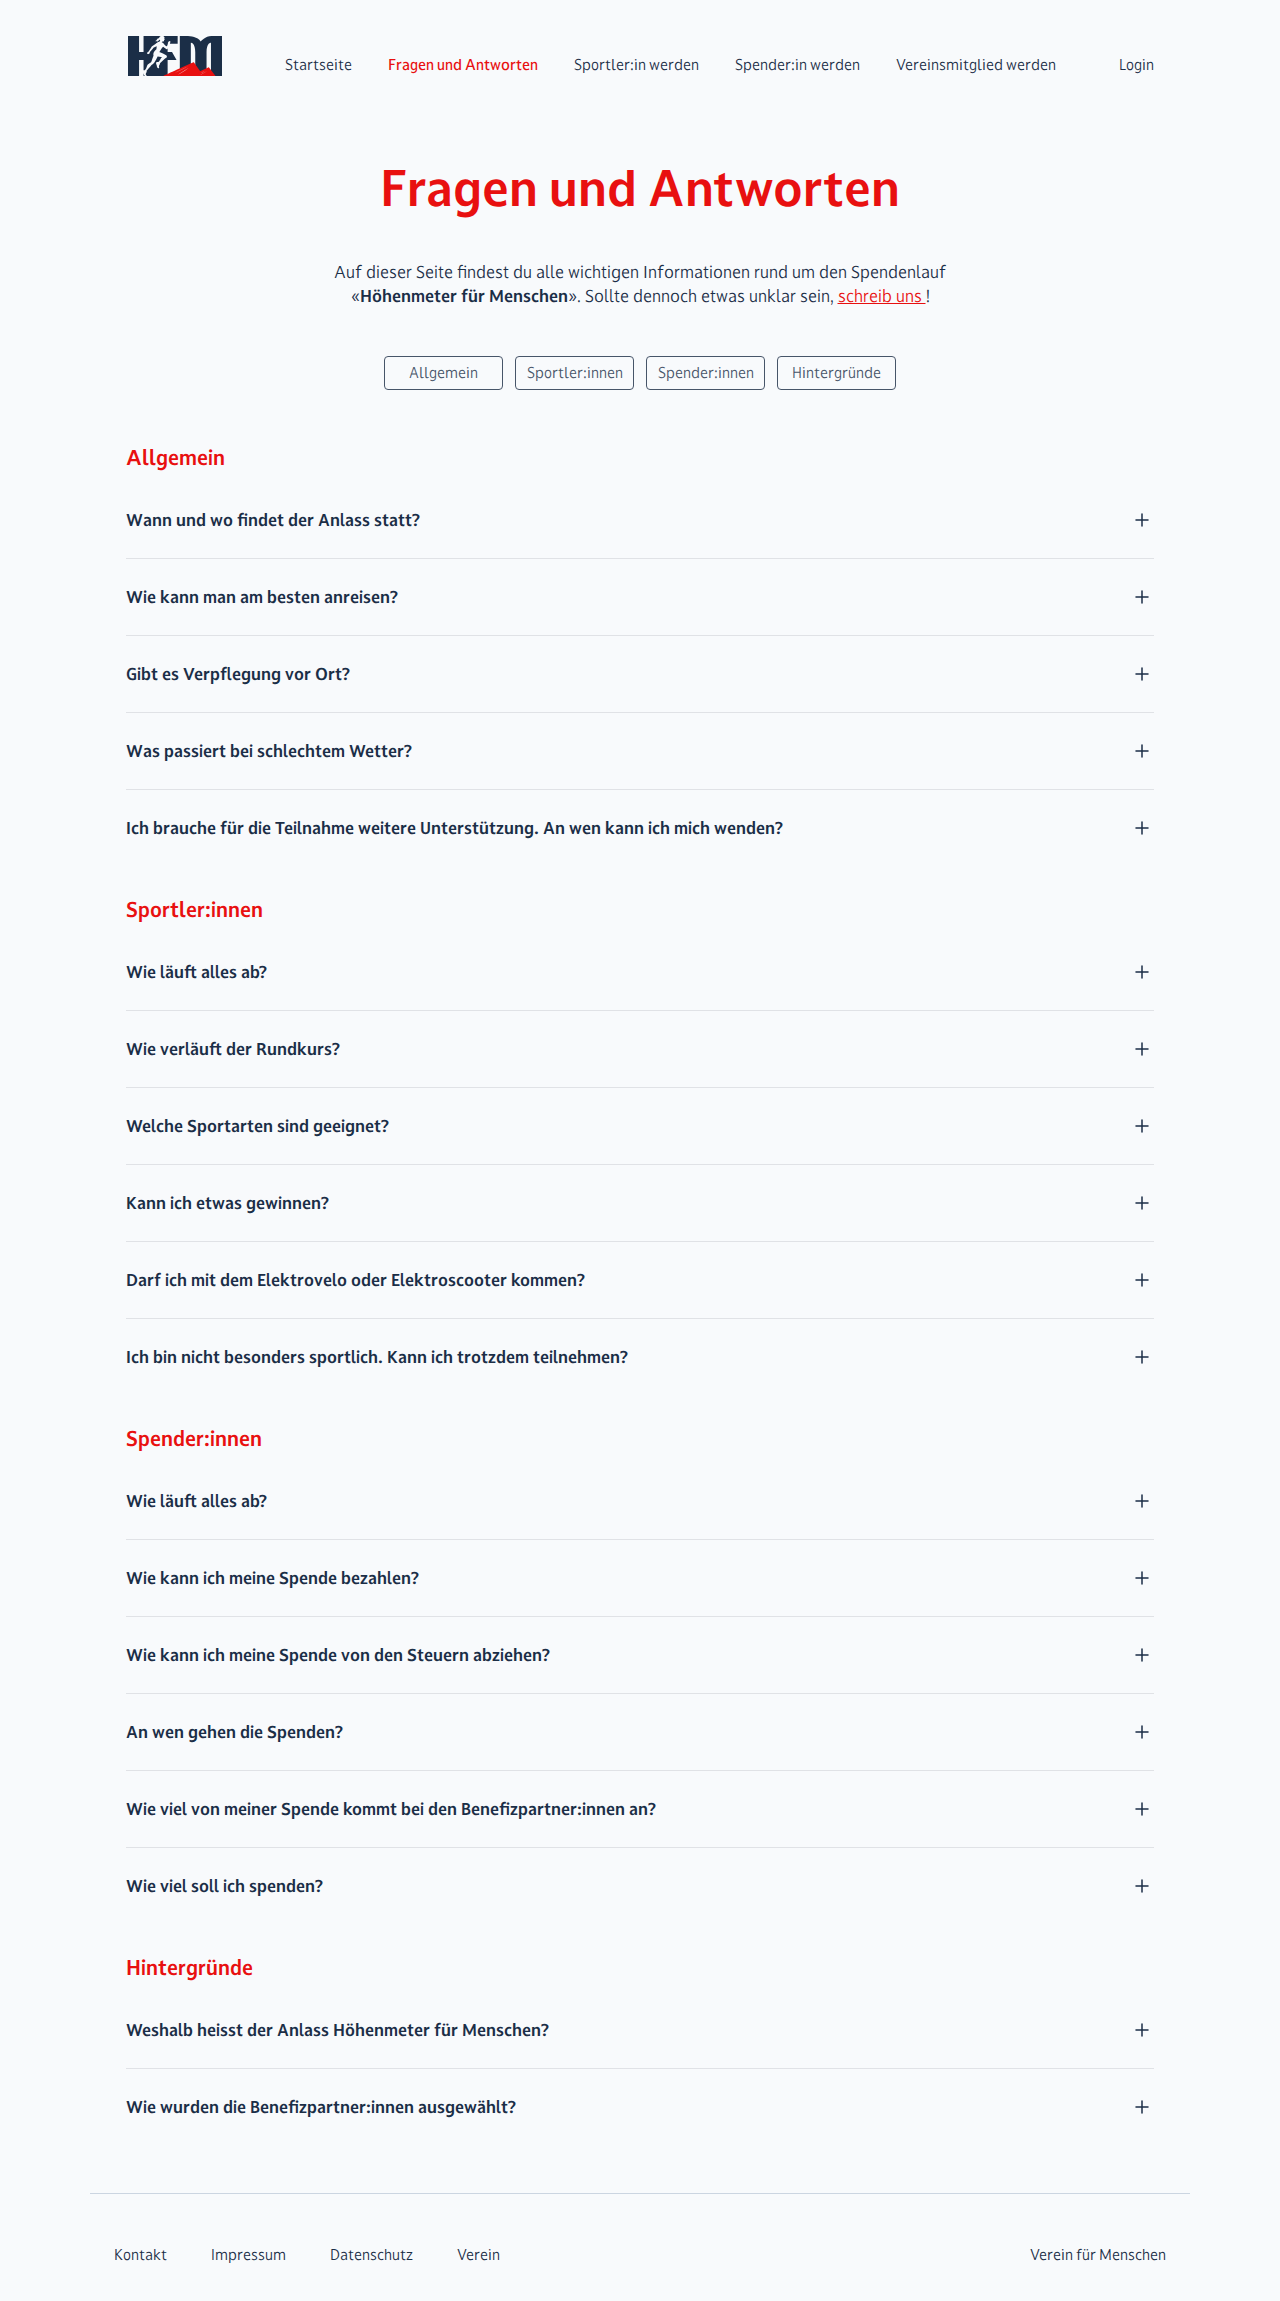 HFM
Startseite
Fragen und Antworten
Sportler:in werden
Spender:in werden
Vereinsmitglied werden
Login
Fragen und Antworten
Auf dieser Seite findest du alle wichtigen Informationen rund um den Spendenlauf
«Höhenmeter für Menschen». Sollte dennoch etwas unklar sein, schreib uns !
Allgemein
Sportler:innen
Spender:innen
Hintergründe
Allgemein
Wann und wo findet der Anlass statt?
Wie kann man am besten anreisen?
Gibt es Verpflegung vor Ort?
Was passiert bei schlechtem Wetter?
Ich brauche für die Teilnahme weitere Unterstützung. An wen kann ich mich wenden?
Sportler:innen
Wie läuft alles ab?
Wie verläuft der Rundkurs?
Welche Sportarten sind geeignet?
Kann ich etwas gewinnen?
Darf ich mit dem Elektrovelo oder Elektroscooter kommen?
Ich bin nicht besonders sportlich. Kann ich trotzdem teilnehmen?
Spender:innen
Wie läuft alles ab?
Wie kann ich meine Spende bezahlen?
Wie kann ich meine Spende von den Steuern abziehen?
An wen gehen die Spenden?
Wie viel von meiner Spende kommt bei den Benefizpartner:innen an?
Wie viel soll ich spenden?
Hintergründe
Weshalb heisst der Anlass Höhenmeter für Menschen?
Wie wurden die Benefizpartner:innen ausgewählt?
Kontakt
Impressum
Datenschutz
Verein
Verein für Menschen